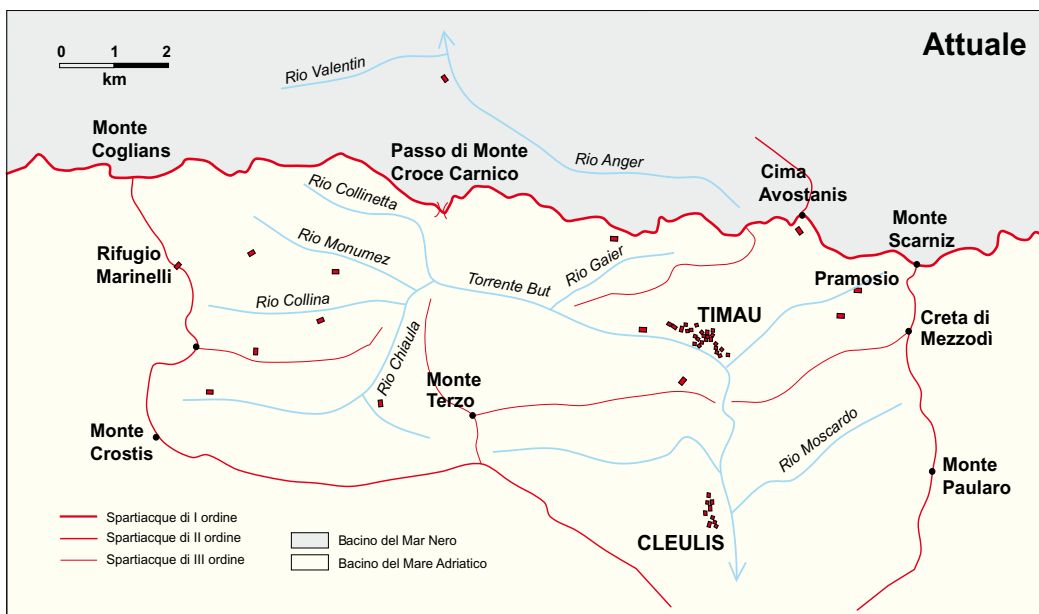 Attuale
0 1 2
km
Rio Valentin
Monte
Coglians
Passo di Monte
Croce Carnico
Rio Anger
Cima
Avostanis
Rio Collinetta
Monte
Scarniz
Rio Monumez
Rifugio
Marinelli
Rio Gaier
Torrente But
Pramosio
Rio Collina
TIMAU
Creta di
Mezzodì
Rio Chiaula
Monte
Terzo
Rio Moscardo
Monte
Crostis
Monte
Paularo
CLEULIS
Spartiacque di I ordine
Spartiacque di II ordine
Spartiacque di III ordine
Bacino del Mar Nero
Bacino del Mare Adriatico